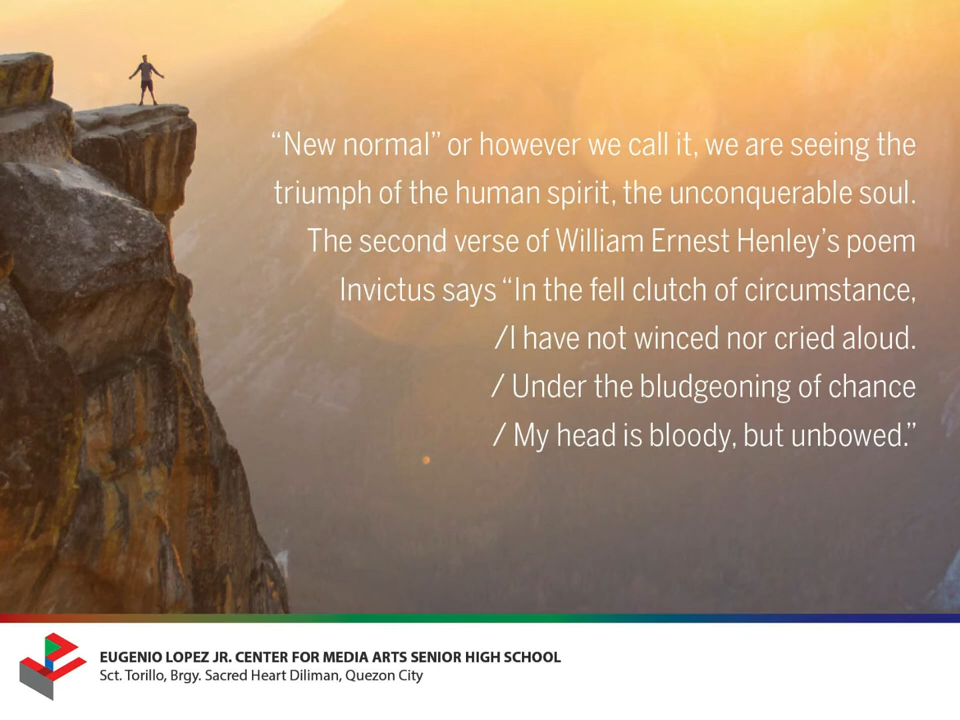 “New normal” or however we call it, we are seeing the
triumph of the human spirit, the unconquerable soul.
The second verse of William Ernest Henley’s poem
Invictus says “In the fell clutch of circumstance,
/I have not winced nor cried aloud.
/ Under the bludgeoning of chance
/ My head is bloody, but unbowed.”
EUGENIO LOPEZ JR. CENTER FOR MEDIA ARTS SENIOR HIGH SCHOOL
Sct. Torillo, Brgy. Sacred Heart Diliman, Quezon City